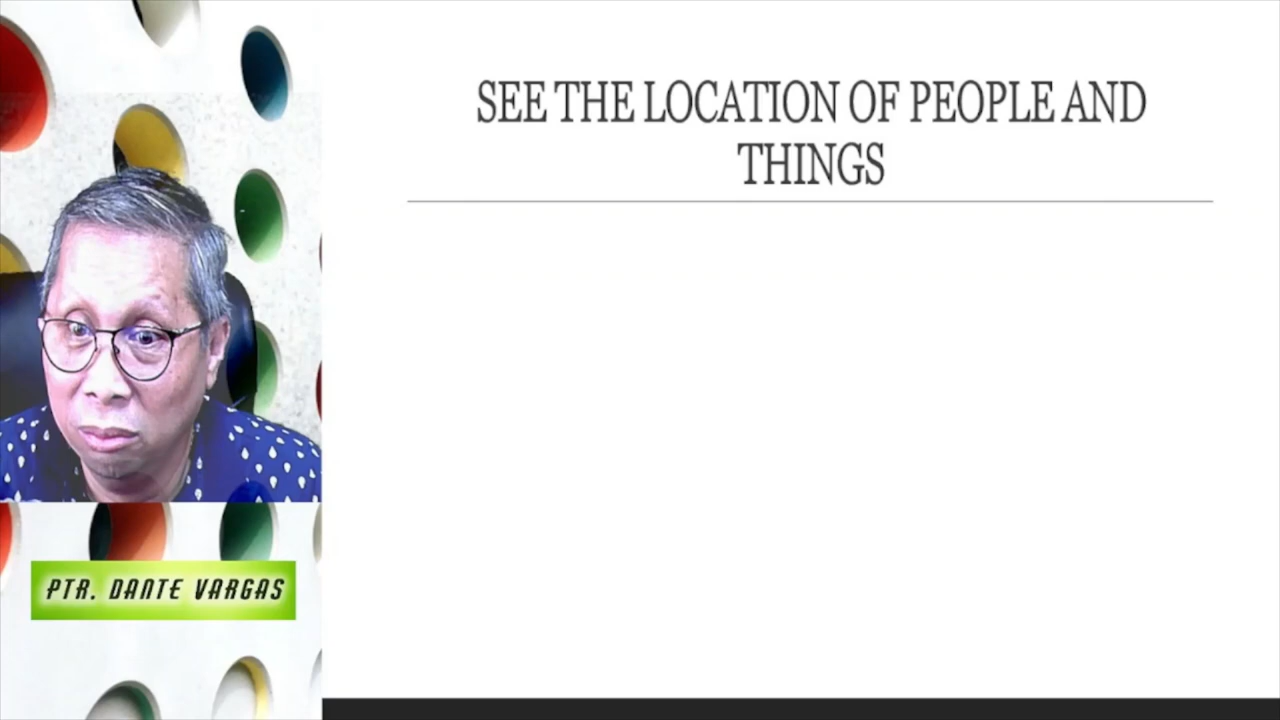 SEE THE LOCATION OF PEOPLE AND
THINGS
PTR. DANTE VARGAS